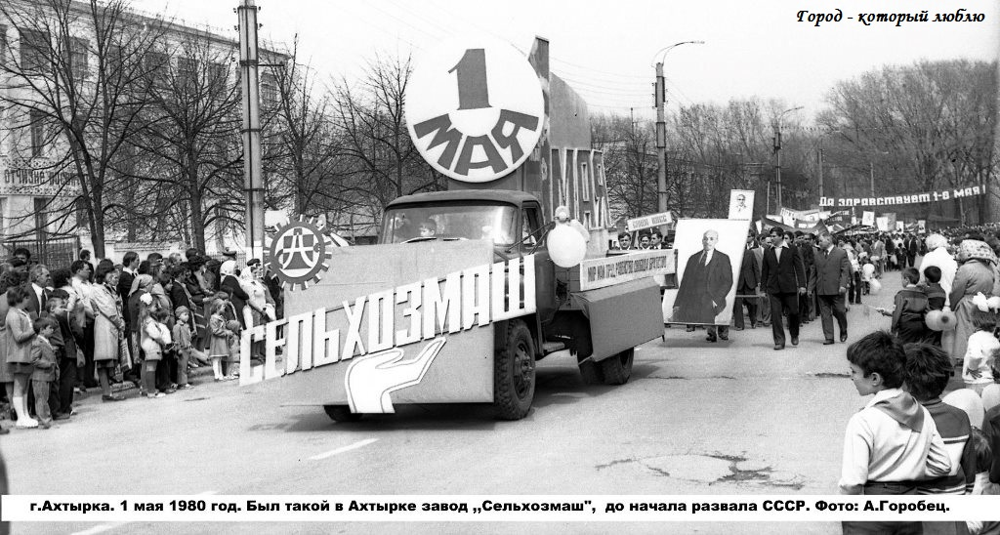 Город - который люблю
1
МАЯ
СЕЛЬХОЗМАШ
ДА ЗДРАВСТВУЕТ 1-Е МАЯ!
МИР
г.Ахтырка. 1 мая 1980 год. Был такой в Ахтырке завод ,,Сельхозмаш", до начала развала СССР. Фото: А.Горобец.